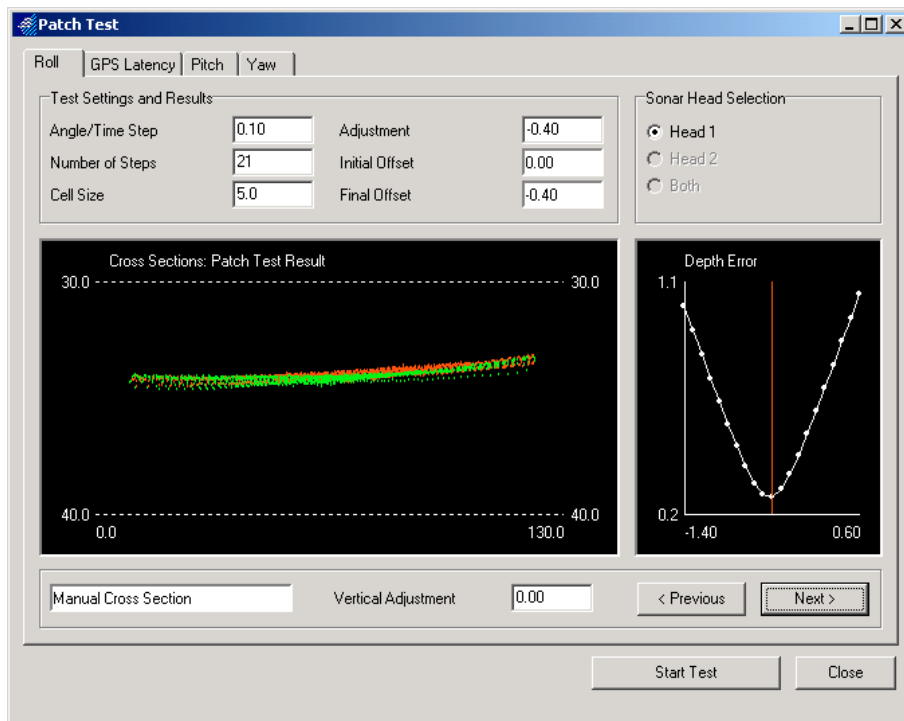 Patch Test
Roll GPS Latency Pitch Yaw
Test Settings and Results
Angle/Time Step 0.10 Adjustment -0.40
Number of Steps 21 Initial Offset 0.00
Cell Size 5.0 Final Offset -0.40
Sonar Head Selection
Head 1
Head 2
Both
Cross Sections: Patch Test Result
30.0 30.0
40.0 40.0
0.0 130.0
Depth Error
1.1
0.2
-1.40 0.60
Manual Cross Section Vertical Adjustment 0.00 < Previous Next >
Start Test Close